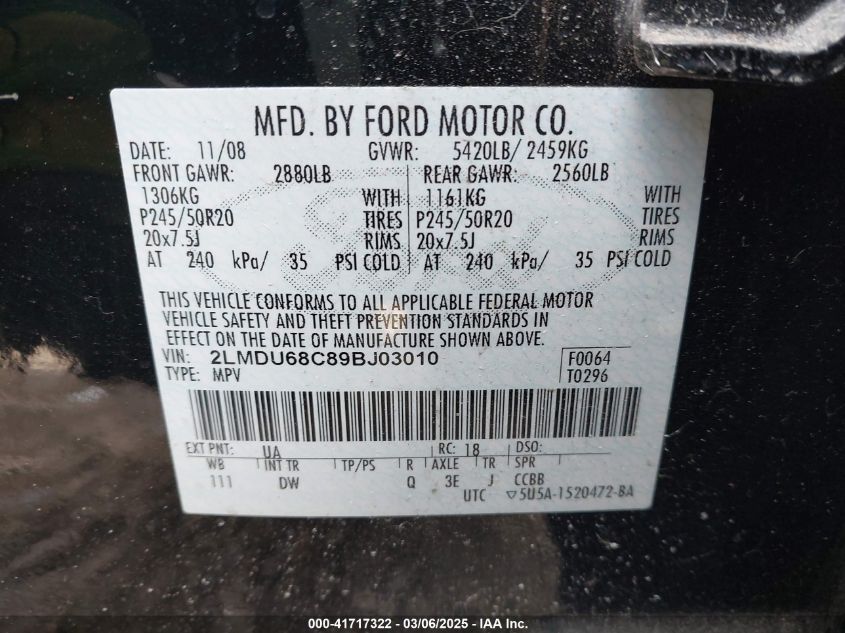 MFD. BY FORD MOTOR CO.
DATE: 11/08 GVWR: 5420LB/ 2459KG
FRONT GAWR: 2880LB REAR GAWR: 2560LB
1306KG WITH 1161KG WITH
P245/50R20 TIRES P245/50R20 TIRES
20x7.5J RIMS 20x7.5J RIMS
AT 240 kPa/ 35 PSI COLD AT 240 kPa/ 35 PSI COLD
THIS VEHICLE CONFORMS TO ALL APPLICABLE FEDERAL MOTOR
VEHICLE SAFETY AND THEFT PREVENTION STANDARDS IN
EFFECT ON THE DATE OF MANUFACTURE SHOWN ABOVE.
VIN: 2LMDU68C89BJ03010 F0064
TYPE: MPV T0296
EXT PNT: UA RC: 18 DSO:
WB INT TR TP/PS R AXLE TR SPR
111 DW Q 3E J CCBB
UTC ▽5U5A-1520472-BA
000-41717322 - 03/06/2025 - IAA Inc.